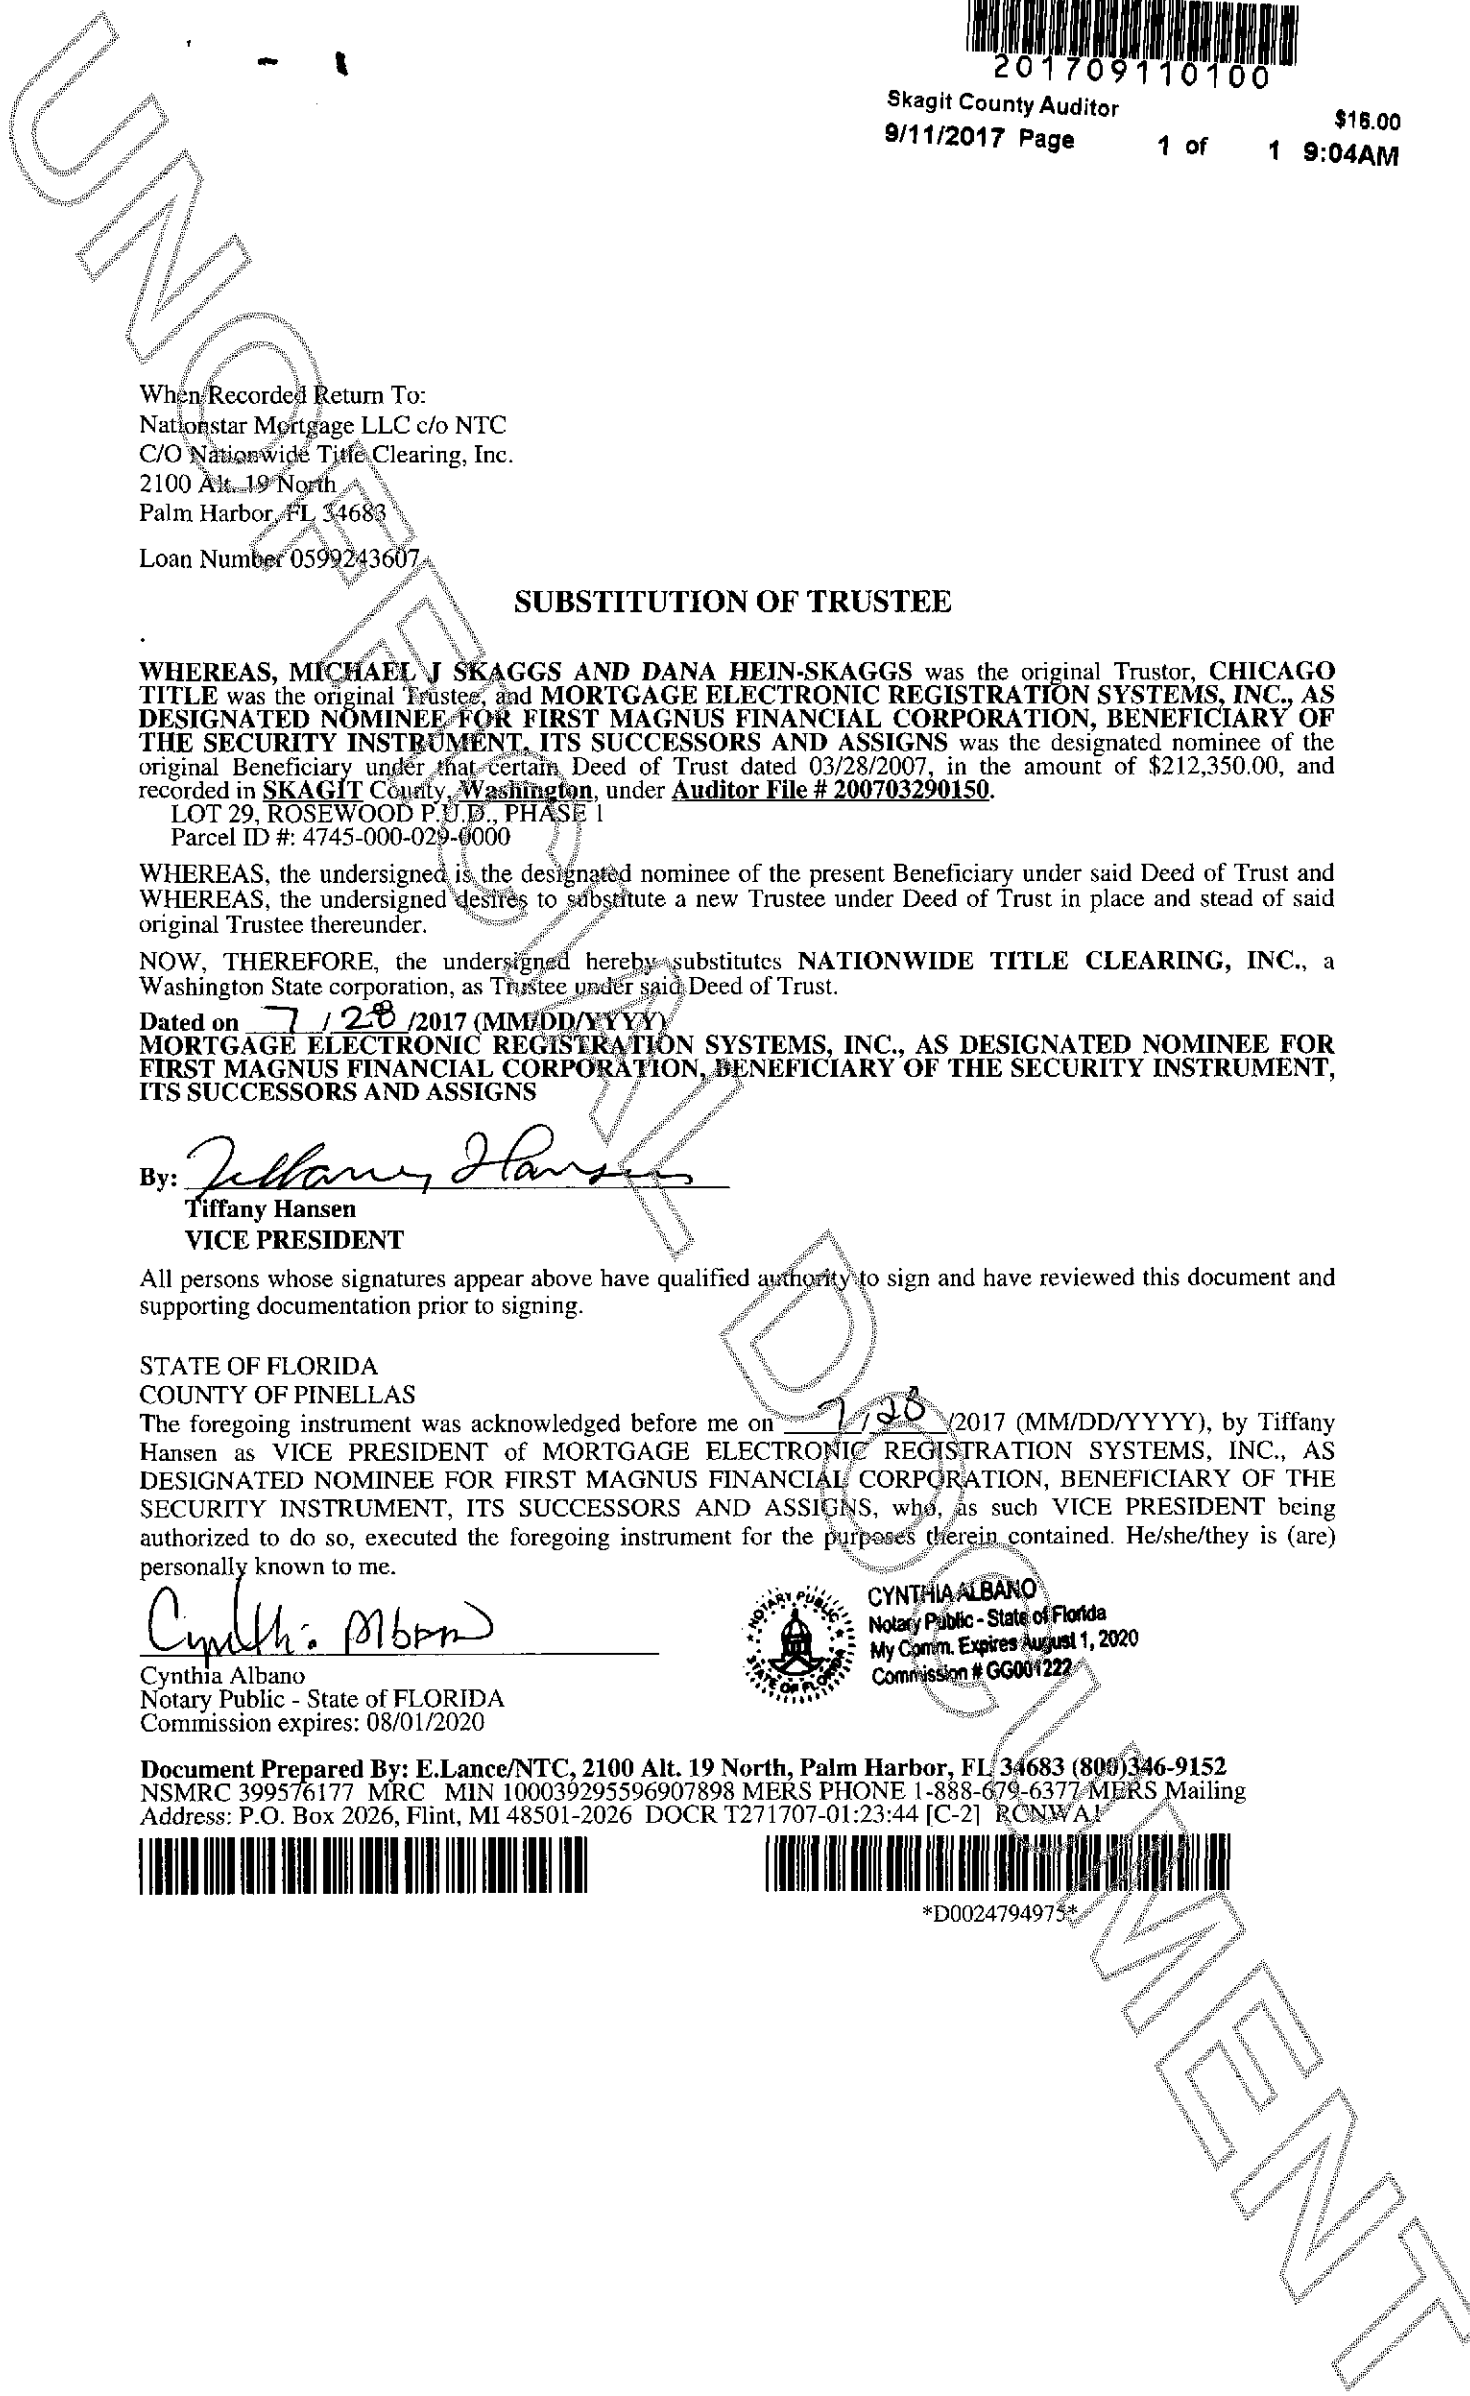 201709110100
Skagit County Auditor $16.00
9/11/2017 Page 1 of 1 9:04AM
When Recorded Return To:
Nationstar Mortgage LLC c/o NTC
C/O Nationwide Title Clearing, Inc.
2100 Alt. 19 North
Palm Harbor, FL 34683
Loan Number 0599243607
SUBSTITUTION OF TRUSTEE
.
WHEREAS, MICHAEL J SKAGGS AND DANA HEIN-SKAGGS was the original Trustor, CHICAGO
TITLE was the original Trustee, and MORTGAGE ELECTRONIC REGISTRATION SYSTEMS, INC., AS
DESIGNATED NOMINEE FOR FIRST MAGNUS FINANCIAL CORPORATION, BENEFICIARY OF
THE SECURITY INSTRUMENT, ITS SUCCESSORS AND ASSIGNS was the designated nominee of the
original Beneficiary under that certain Deed of Trust dated 03/28/2007, in the amount of $212,350.00, and
recorded in SKAGIT County, Washington, under Auditor File # 200703290150.
LOT 29, ROSEWOOD P.U.D., PHASE 1
Parcel ID #: 4745-000-029-0000
WHEREAS, the undersigned is the designated nominee of the present Beneficiary under said Deed of Trust and
WHEREAS, the undersigned desires to substitute a new Trustee under Deed of Trust in place and stead of said
original Trustee thereunder.
NOW, THEREFORE, the undersigned hereby substitutes NATIONWIDE TITLE CLEARING, INC., a
Washington State corporation, as Trustee under said Deed of Trust.
Dated on 7 / 28 /2017 (MM/DD/YYYY)
MORTGAGE ELECTRONIC REGISTRATION SYSTEMS, INC., AS DESIGNATED NOMINEE FOR
FIRST MAGNUS FINANCIAL CORPORATION, BENEFICIARY OF THE SECURITY INSTRUMENT,
ITS SUCCESSORS AND ASSIGNS
By: Tiffany Hansen
Tiffany Hansen
VICE PRESIDENT
All persons whose signatures appear above have qualified authority to sign and have reviewed this document and
supporting documentation prior to signing.
STATE OF FLORIDA
COUNTY OF PINELLAS
The foregoing instrument was acknowledged before me on 7 / 28 /2017 (MM/DD/YYYY), by Tiffany
Hansen as VICE PRESIDENT of MORTGAGE ELECTRONIC REGISTRATION SYSTEMS, INC., AS
DESIGNATED NOMINEE FOR FIRST MAGNUS FINANCIAL CORPORATION, BENEFICIARY OF THE
SECURITY INSTRUMENT, ITS SUCCESSORS AND ASSIGNS, who, as such VICE PRESIDENT being
authorized to do so, executed the foregoing instrument for the purposes therein contained. He/she/they is (are)
personally known to me.
Cynthia Albano
NOTARY PUBLIC
STATE OF FLORIDA
CYNTHIA ALBANO
Notary Public - State of Florida
My Comm. Expires August 1, 2020
Commission # GG001222
Cynthia Albano
Notary Public - State of FLORIDA
Commission expires: 08/01/2020
Document Prepared By: E.Lance/NTC, 2100 Alt. 19 North, Palm Harbor, FL 34683 (800)346-9152
NSMRC 399576177 MRC MIN 100039295596907898 MERS PHONE 1-888-679-6377 MERS Mailing
Address: P.O. Box 2026, Flint, MI 48501-2026 DOCR T271707-01:23:44 [C-2] RCNWA1
*D0024794975*
UNOFFICIAL DOCUMENT